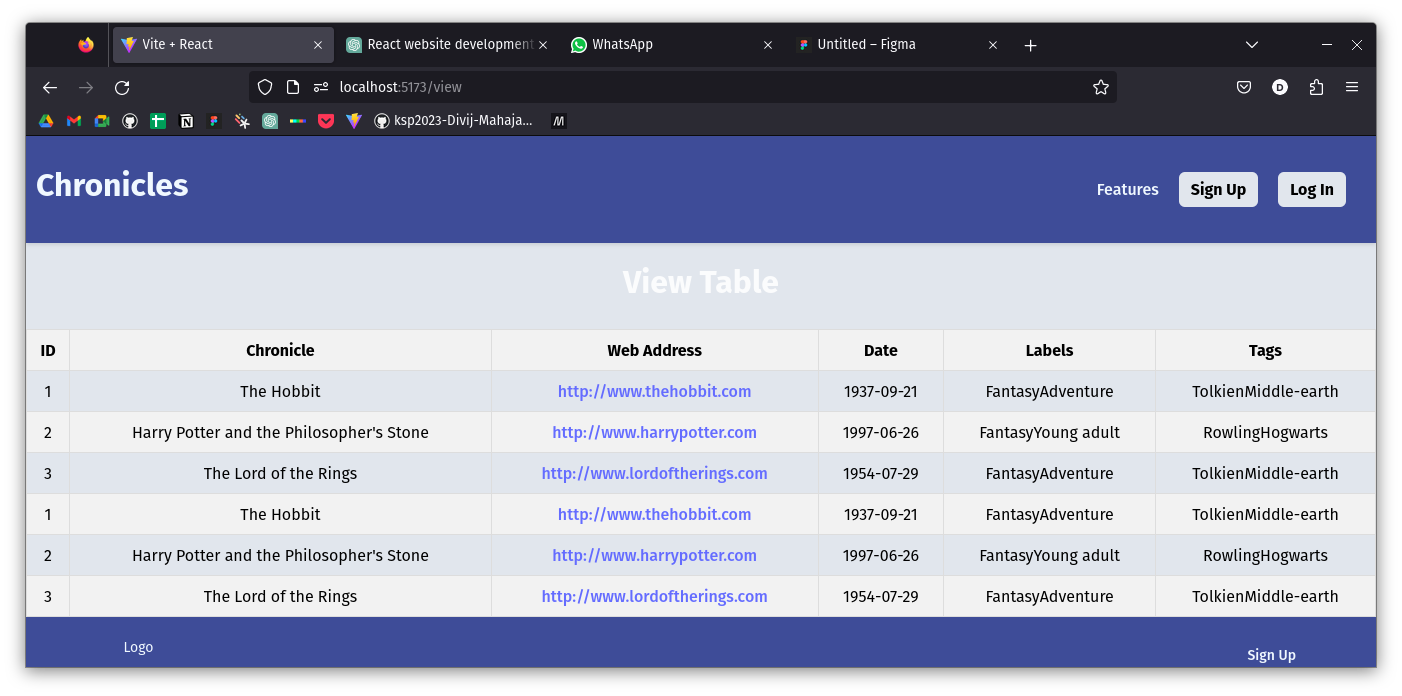 Vite + React
React website development
WhatsApp
Untitled – Figma
localhost:5173/view
D
ksp2023-Divij-Mahaja...
Chronicles
Features
Sign Up
Log In
View Table
ID Chronicle Web Address Date Labels Tags
1 The Hobbit http://www.thehobbit.com 1937-09-21 FantasyAdventure TolkienMiddle-earth
2 Harry Potter and the Philosopher's Stone http://www.harrypotter.com 1997-06-26 FantasyYoung adult RowlingHogwarts
3 The Lord of the Rings http://www.lordoftherings.com 1954-07-29 FantasyAdventure TolkienMiddle-earth
1 The Hobbit http://www.thehobbit.com 1937-09-21 FantasyAdventure TolkienMiddle-earth
2 Harry Potter and the Philosopher's Stone http://www.harrypotter.com 1997-06-26 FantasyYoung adult RowlingHogwarts
3 The Lord of the Rings http://www.lordoftherings.com 1954-07-29 FantasyAdventure TolkienMiddle-earth
Logo
Sign Up